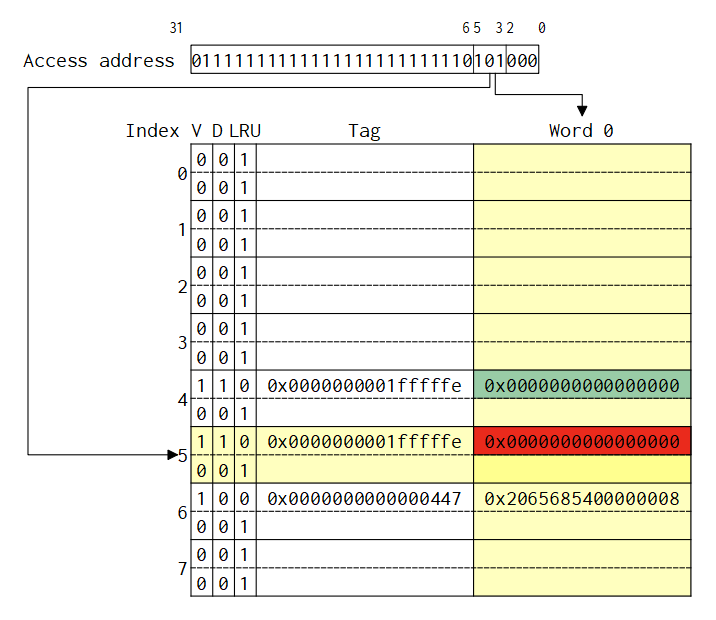 31 6 5 3 2 0
Access address 01111111111111111111111110 101 000
Index V D LRU Tag Word 0
0 0 1
0
0 0 1
0 0 1
1
0 0 1
0 0 1
2
0 0 1
0 0 1
3
0 0 1
1 1 0 0x0000000001fffffe 0x0000000000000000
4
0 0 1
1 1 0 0x0000000001fffffe 0x0000000000000000
5
0 0 1
1 0 0 0x0000000000000447 0x2065685400000008
6
0 0 1
0 0 1
7
0 0 1